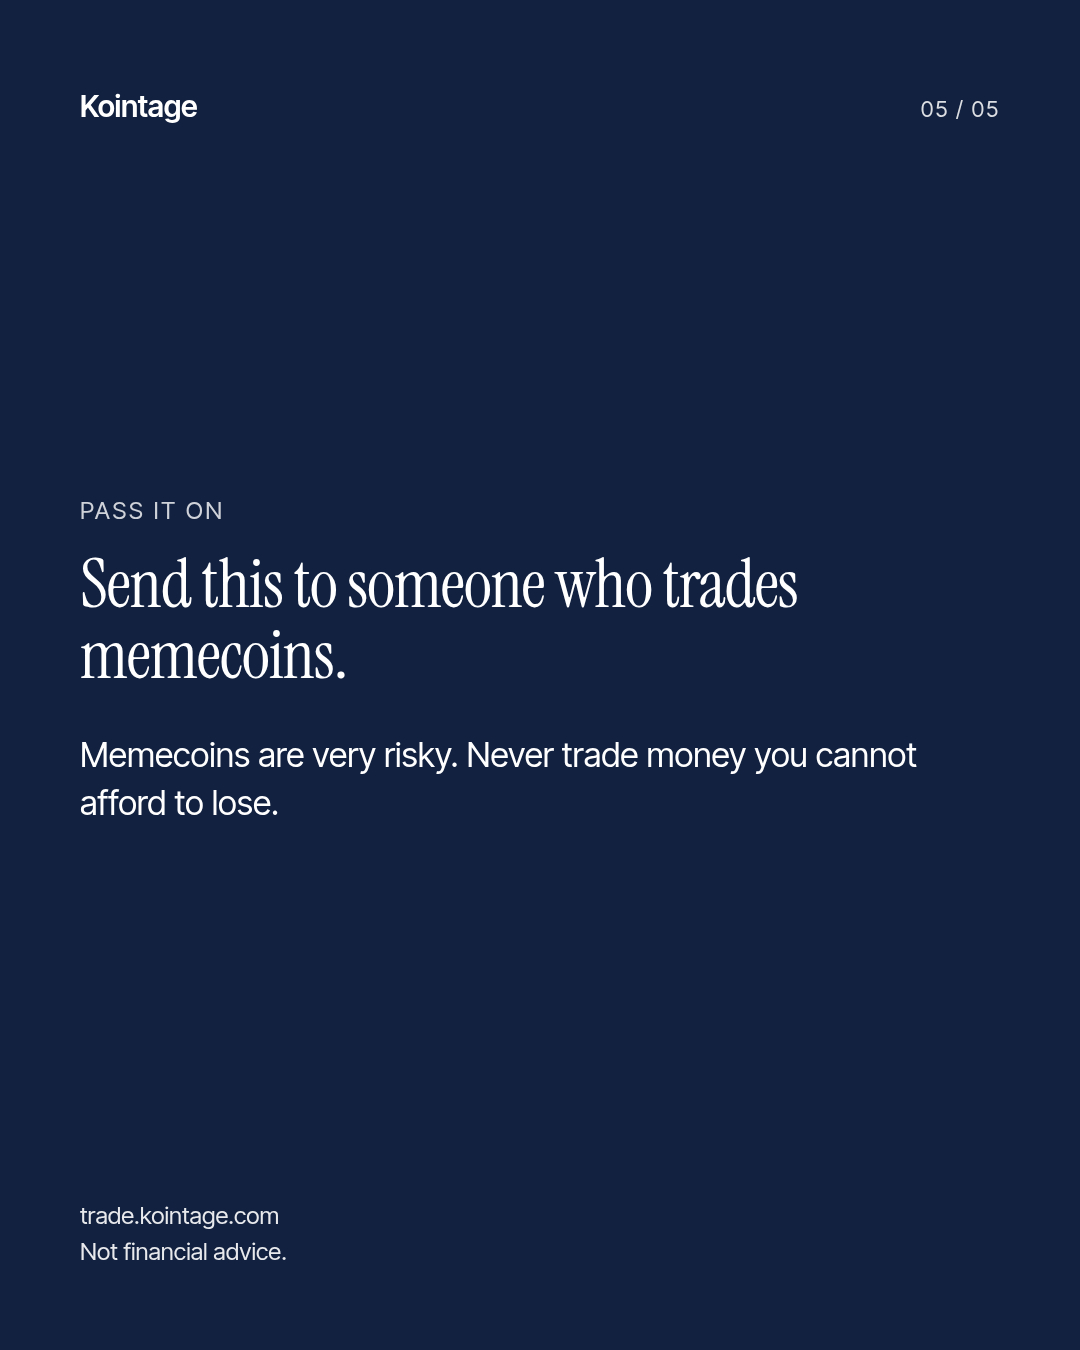 Kointage
05 / 05
PASS IT ON
Send this to someone who trades
memecoins.
Memecoins are very risky. Never trade money you cannot
afford to lose.
trade.kointage.com
Not financial advice.